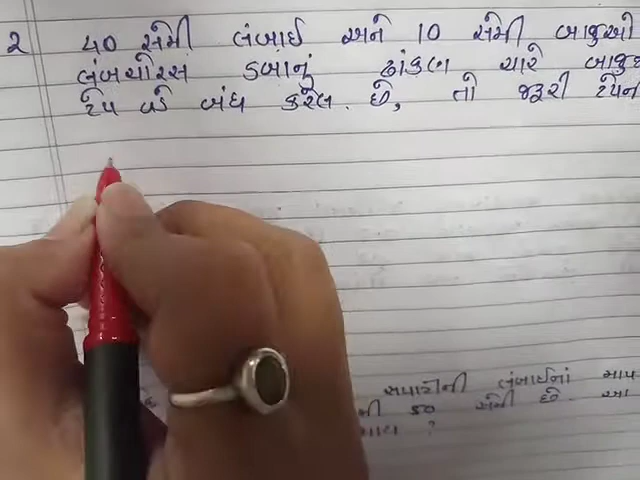 2 40 સેમી લંબાઈ અને 10 સેમી બાજુઓ
લંબચોરસ ડબાનું ઢાંકણ ચારે બાજુ
ટેપ વડે બંધ કરેલ છે, તો જરૂરી ટેપન
સપાટીની લંબાઈનાં માપ
ની 50 સેમી છે. આ
?